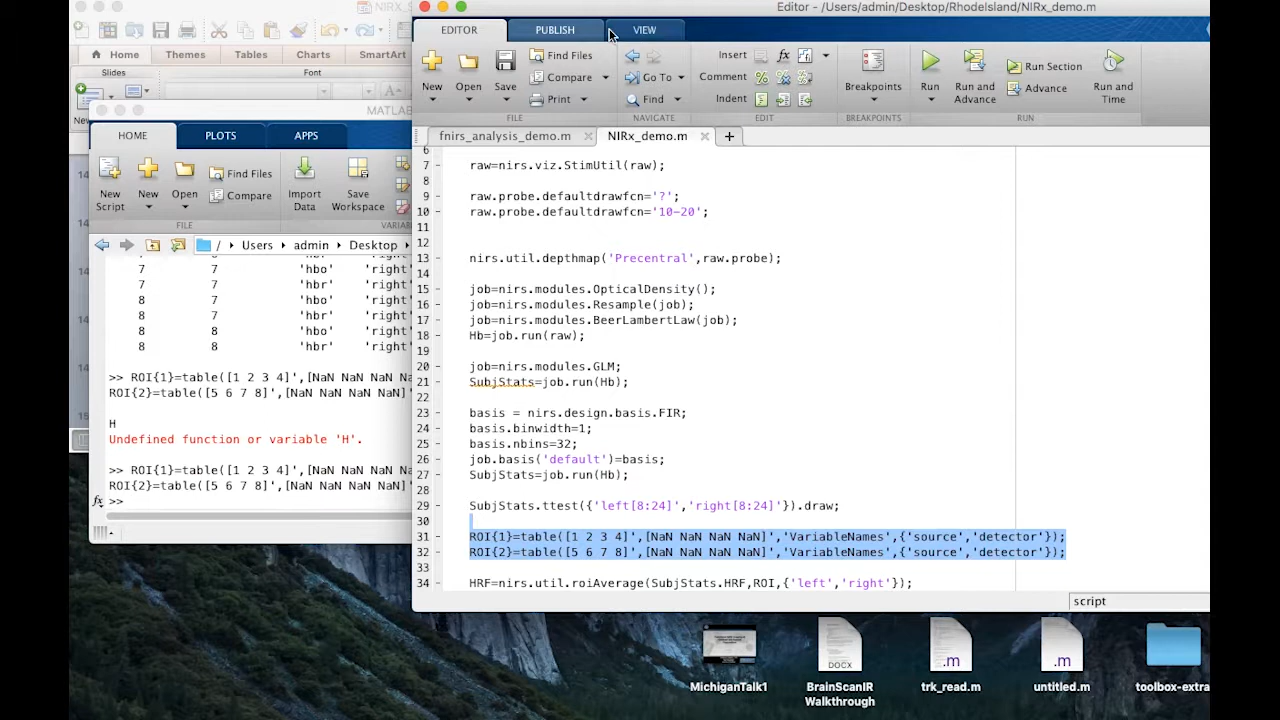 NIRX_
Editor - /Users/admin/Desktop/RhodeIsland/NIRx_demo.m
Home Tables Charts SmartArt
Slides Font
MATLAB
HOME PLOTS APPS
New Script New Open Find Files Compare Import Data Save Workspace
FILE
/ ▸ Users ▸ admin ▸ Desktop ▸
7 'hbo' 'right'
7 7 'hbr' 'right'
8 7 'hbo' 'right'
8 7 'hbr' 'right'
8 8 'hbo' 'right'
8 8 'hbr' 'right'
>> ROI{1}=table([1 2 3 4]',[NaN NaN NaN Na
ROI{2}=table([5 6 7 8]',[NaN NaN NaN NaN]'
H
Undefined function or variable 'H'.
>> ROI{1}=table([1 2 3 4]',[NaN NaN NaN Na
ROI{2}=table([5 6 7 8]',[NaN NaN NaN NaN]'
fx >>
EDITOR PUBLISH VIEW
New Open Save Find Files Compare Print
Go To Find
Insert fx
Comment
Indent
Breakpoints Run Run and Advance Run Section Advance Run and Time
FILE NAVIGATE EDIT BREAKPOINTS RUN
fnirs_analysis_demo.m × NIRx_demo.m × +
6
7 raw=nirs.viz.StimUtil(raw);
8
9 raw.probe.defaultdrawfcn='?';
10 raw.probe.defaultdrawfcn='10-20';
11
12
13 nirs.util.depthmap('Precentral',raw.probe);
14
15 job=nirs.modules.OpticalDensity();
16 job=nirs.modules.Resample(job);
17 job=nirs.modules.BeerLambertLaw(job);
18 Hb=job.run(raw);
19
20 job=nirs.modules.GLM;
21 SubjStats=job.run(Hb);
22
23 basis = nirs.design.basis.FIR;
24 basis.binwidth=1;
25 basis.nbins=32;
26 job.basis('default')=basis;
27 SubjStats=job.run(Hb);
28
29 SubjStats.ttest({'left[8:24]','right[8:24]'}).draw;
30
31 ROI{1}=table([1 2 3 4]',[NaN NaN NaN NaN]','VariableNames',{'source','detector'});
32 ROI{2}=table([5 6 7 8]',[NaN NaN NaN NaN]','VariableNames',{'source','detector'});
33
34 HRF=nirs.util.roiAverage(SubjStats.HRF,ROI,{'left','right'});
script
MichiganTalk1
DOCX
BrainScanIR Walkthrough
.m
trk_read.m
.m
untitled.m
toolbox-extra